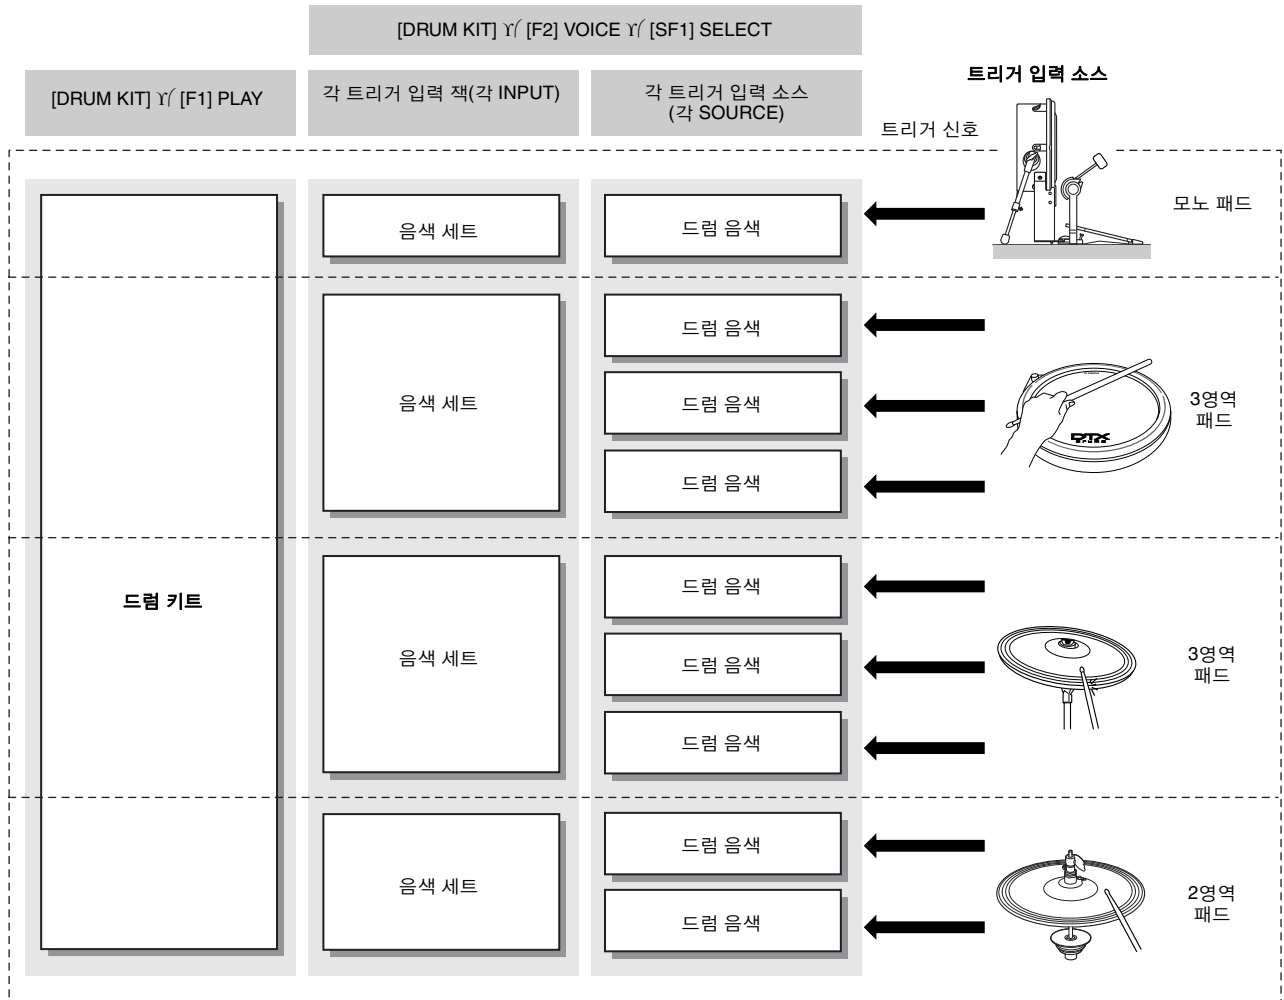 [DRUM KIT] ϒ⁄ [F2] VOICE ϒ⁄ [SF1] SELECT
[DRUM KIT] ϒ⁄ [F1] PLAY
각 트리거 입력 잭(각 INPUT)
각 트리거 입력 소스
(각 SOURCE)
트리거 입력 소스
트리거 신호
음색 세트
드럼 음색
모노 패드
드럼 음색
음색 세트
드럼 음색
드럼 음색
3영역
패드
DTX
드럼 키트
드럼 음색
음색 세트
드럼 음색
드럼 음색
3영역
패드
드럼 음색
음색 세트
드럼 음색
2영역
패드